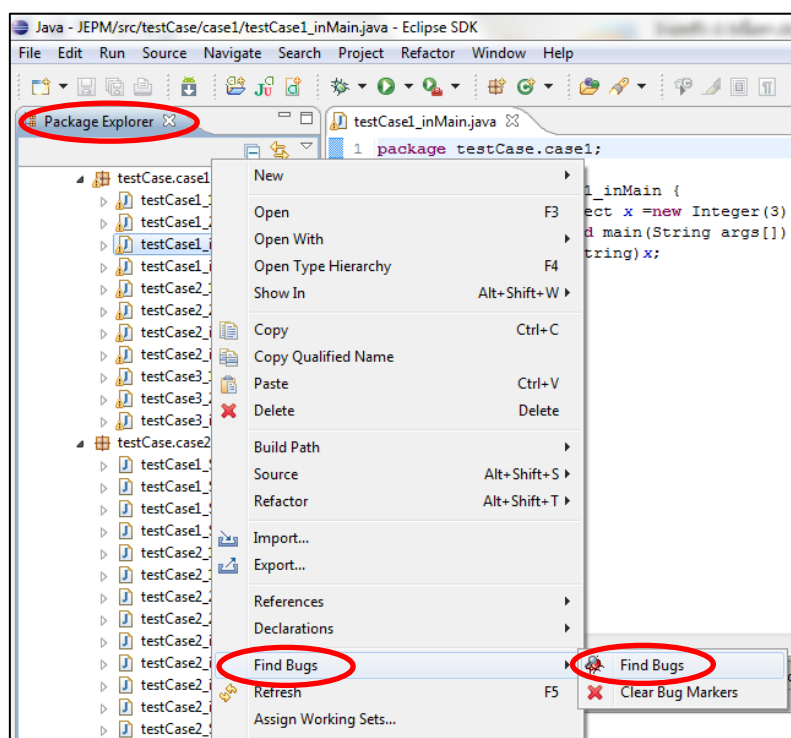 Java - JEPM/src/testCase/case1/testCase1_inMain.java - Eclipse SDK
File Edit Run Source Navigate Search Project Refactor Window Help
Package Explorer
testCase1_inMain.java
1 package testCase.case1;
testCase.case1
testCase1_
testCase1_
testCase1_i
testCase1_i
testCase2_
testCase2_
testCase2_i
testCase2_i
testCase3_
testCase3_
testCase3_i
testCase.case2
testCase1_
testCase1_
testCase1_
testCase1_
testCase2_
testCase2_
testCase2_
testCase2_
testCase2_i
testCase2_i
testCase2_i
testCase2_i
testCase2_
New
Open F3
Open With
Open Type Hierarchy F4
Show In Alt+Shift+W
Copy Ctrl+C
Copy Qualified Name
Paste Ctrl+V
Delete Delete
Build Path
Source Alt+Shift+S
Refactor Alt+Shift+T
Import...
Export...
References
Declarations
Find Bugs
Refresh F5
Assign Working Sets...
1_inMain {
ect x =new Integer(3)
d main(String args[])
tring)x;
Find Bugs
Clear Bug Markers